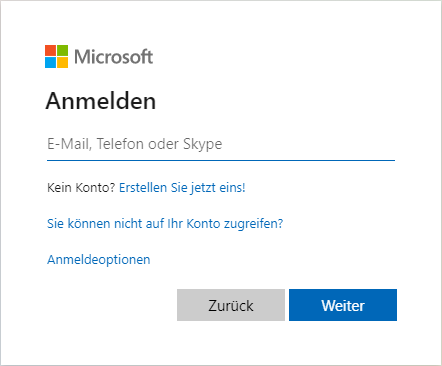 Microsoft
Anmelden
E-Mail, Telefon oder Skype
Kein Konto? Erstellen Sie jetzt eins!
Sie können nicht auf Ihr Konto zugreifen?
Anmeldeoptionen
Zurück Weiter